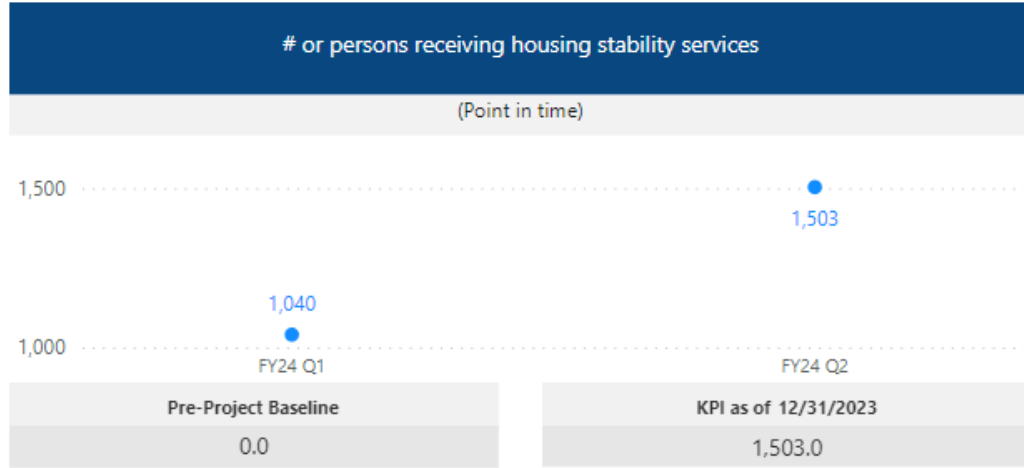 # or persons receiving housing stability services
(Point in time)
1,500
1,503
1,040
1,000
FY24 Q1 FY24 Q2
Pre-Project Baseline KPI as of 12/31/2023
0.0 1,503.0